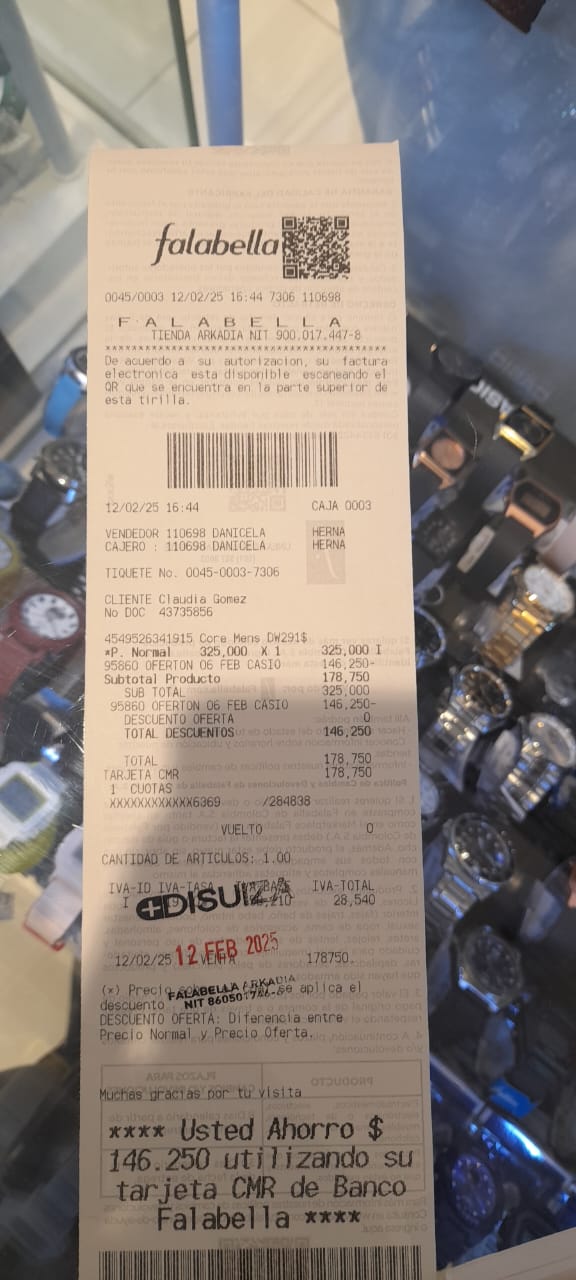 falabella
0045/0003 12/02/25 16:44 7306 110698
F A L A B E L L A
TIENDA ARKADIA NIT 900.017.447-8
De acuerdo a su autorizacion, su factura
electronica esta disponible escaneando el
QR que se encuentra en la parte superior de
esta tirilla.
12/02/25 16:44 CAJA 0003
VENDEDOR 110698 DANICELA HERNA
CAJERO : 110698 DANICELA HERNA
TIQUETE No. 0045-0003-7306
CLIENTE Claudia Gomez
No DOC 43735856
4549526341915 Core Mens DW291$
*P. Normal 325,000 X 1 325,000 I
95860 OFERTON 06 FEB CASIO 146,250-
Subtotal Producto 178,750
SUB TOTAL 325,000
95860 OFERTON 06 FEB CASIO 146,250-
DESCUENTO OFERTA 0
TOTAL DESCUENTOS 146,250
TOTAL 178,750
TARJETA CMR 178,750
1 CUOTAS
XXXXXXXXXXXX6369 /284838
VUELTO 0
CANTIDAD DE ARTICULOS: 1.00
IVA-ID IVA-TASA IVA-BASE IVA-TOTAL
I 28,540
DISUIZA
12 FEB 2025
12/02/25 VENTA 178750.
(*) Precio se aplica el
descuento
FALABELLA ARKADIA
DESCUENTO OFERTA: Diferencia entre
Precio Normal y Precio Oferta.
Muchas gracias por tu visita
**** Usted Ahorro $
146.250 utilizando su
tarjeta CMR de Banco
Falabella ****